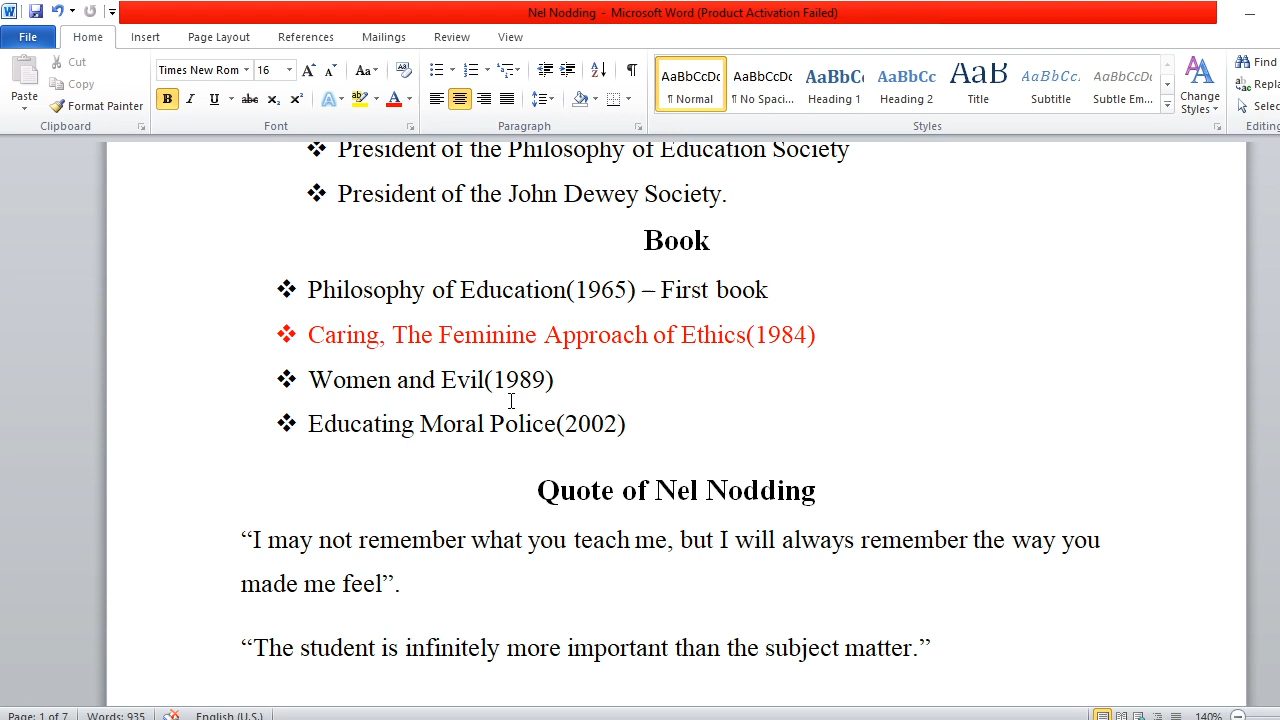 Nel Nodding - Microsoft Word (Product Activation Failed)
File Home Insert Page Layout References Mailings Review View
Paste
Cut
Copy
Format Painter
Clipboard
Times New Rom 16
Font
Paragraph
AaBbCcDc AaBbCcDc AaBbCc AaBbCc AaB AaBbCc. AaBbCcDc
¶ Normal ¶ No Spaci... Heading 1 Heading 2 Title Subtitle Subtle Em...
Styles
Change Styles
Find
Repla
Selec
Editing
❖ President of the Philosophy of Education Society
❖ President of the John Dewey Society.
Book
❖ Philosophy of Education(1965) – First book
❖ Caring, The Feminine Approach of Ethics(1984)
❖ Women and Evil(1989)
❖ Educating Moral Police(2002)
Quote of Nel Nodding
“I may not remember what you teach me, but I will always remember the way you
made me feel”.
“The student is infinitely more important than the subject matter.”
Page: 1 of 7 Words: 935 English (U.S.) 140%